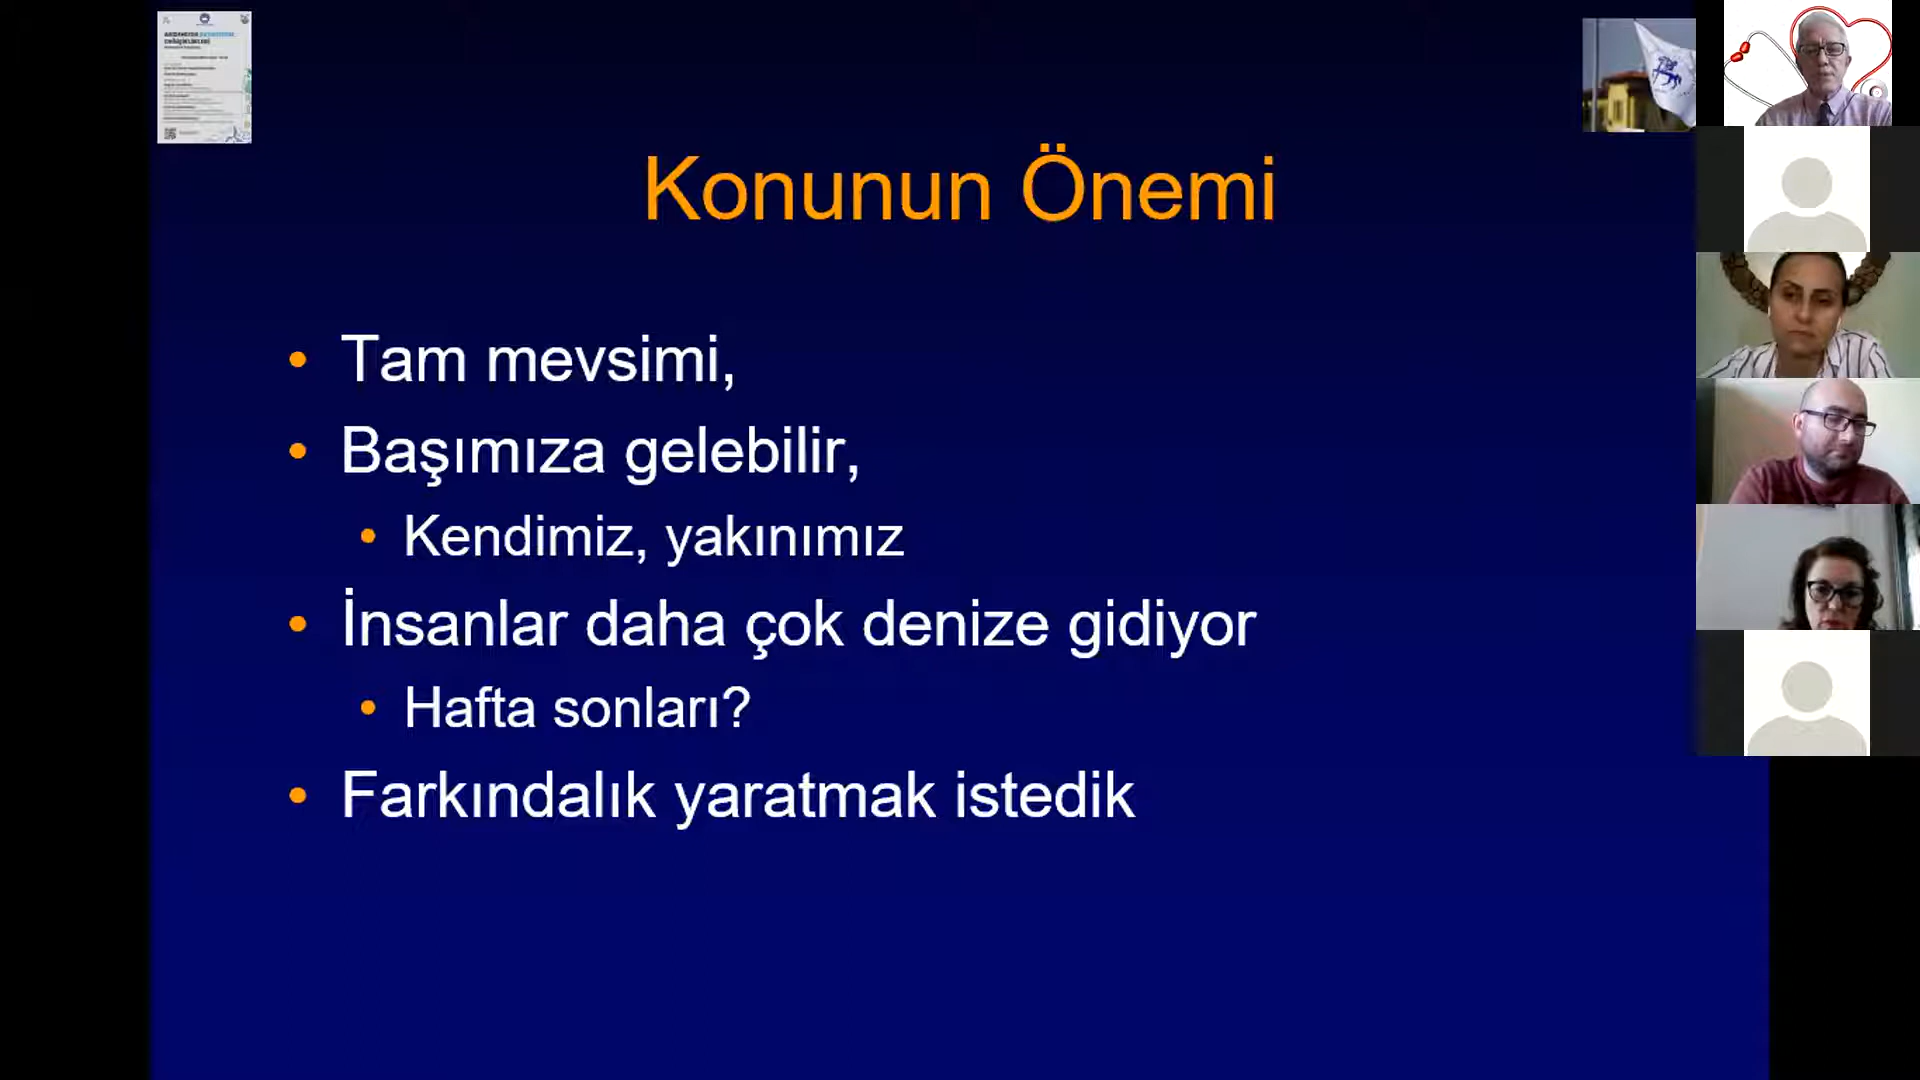 Konunun Önemi
• Tam mevsimi,
• Başımıza gelebilir,
• Kendimiz, yakınımız
• İnsanlar daha çok denize gidiyor
• Hafta sonları?
• Farkındalık yaratmak istedik